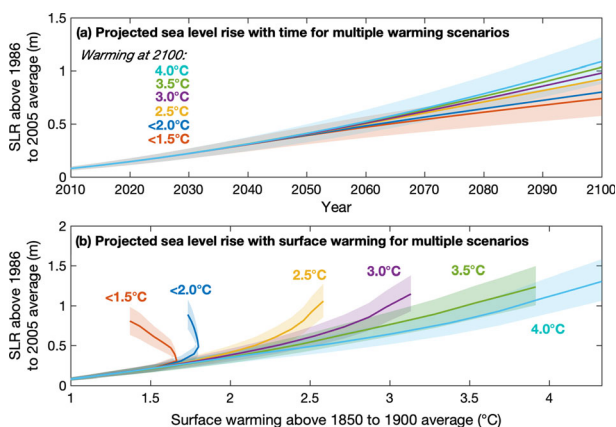 (a) Projected sea level rise with time for multiple warming scenarios
Warming at 2100:
4.0°C
3.5°C
3.0°C
2.5°C
<2.0°C
<1.5°C
SLR above 1986
to 2005 average (m)
1.5
1
0.5
0
2010 2020 2030 2040 2050 2060 2070 2080 2090 2100
Year
(b) Projected sea level rise with surface warming for multiple scenarios
<1.5°C
<2.0°C
2.5°C
3.0°C
3.5°C
4.0°C
SLR above 1986
to 2005 average (m)
2
1.5
1
0.5
0
1 1.5 2 2.5 3 3.5 4
Surface warming above 1850 to 1900 average (°C)